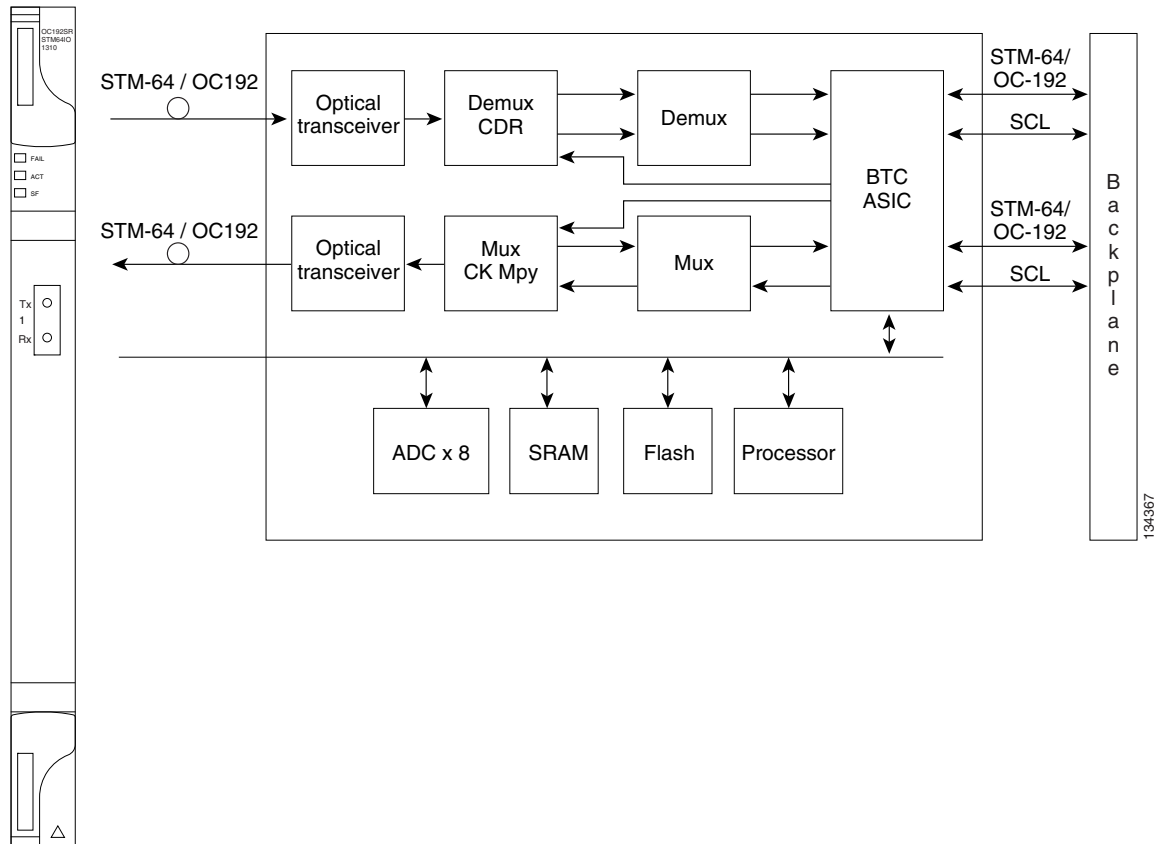 OC192SR
STM64IO
1310
FAIL
ACT
SF
Tx
1
Rx
STM-64 / OC192
Optical
transceiver
Demux
CDR
Demux
BTC
ASIC
STM-64/
OC-192
SCL
STM-64 / OC192
Optical
transceiver
Mux
CK Mpy
Mux
STM-64/
OC-192
SCL
ADC x 8
SRAM
Flash
Processor
Backplane
134367